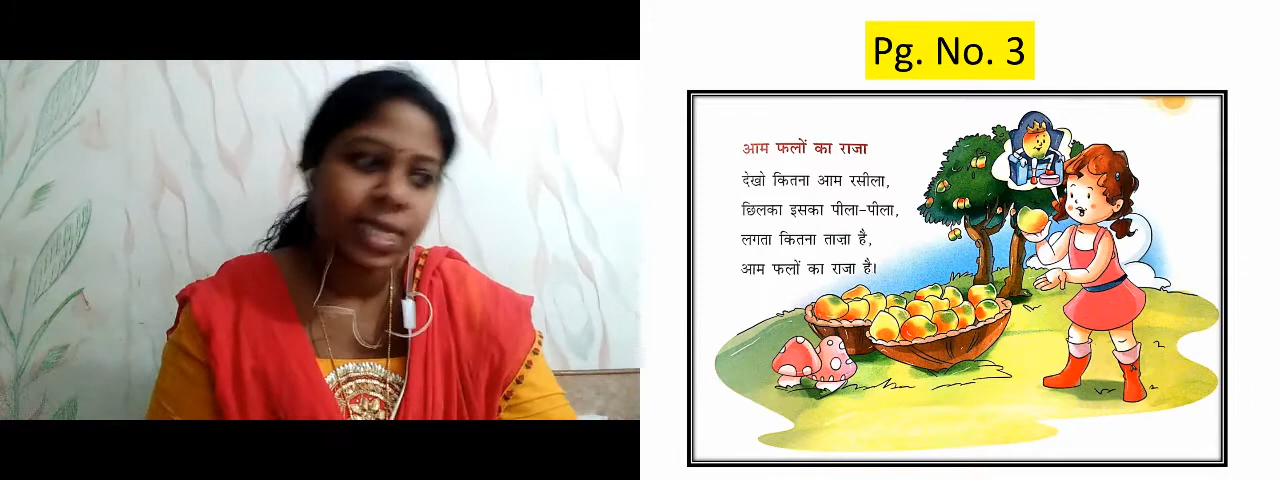 Pg. No. 3
आम फलों का राजा
देखो कितना आम रसीला,
छिलका इसका पीला-पीला,
लगता कितना ताज़ा है,
आम फलों का राजा है।